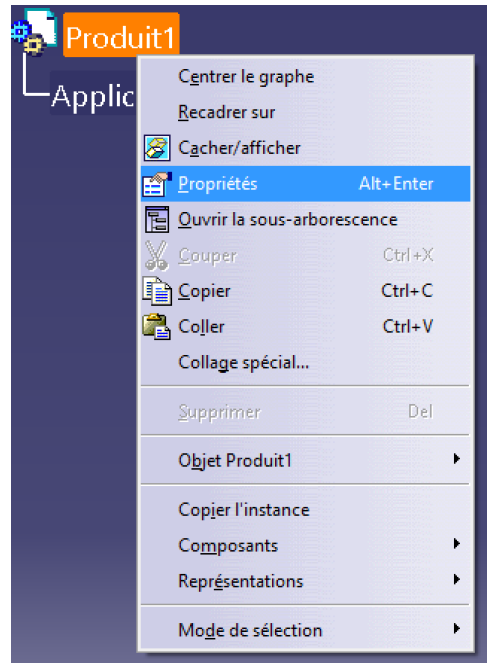 Produit1
Applic
Centrer le graphe
Recadrer sur
Cacher/afficher
Propriétés Alt+Enter
Ouvrir la sous-arborescence
Couper Ctrl+X
Copier Ctrl+C
Coller Ctrl+V
Collage spécial...
Supprimer Del
Objet Produit1
Copier l'instance
Composants
Représentations
Mode de sélection